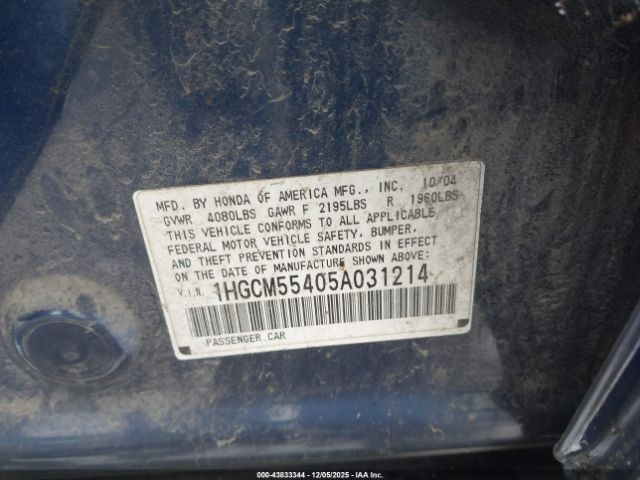 MFD. BY HONDA OF AMERICA MFG., INC. 10/04
GVWR 4080LBS GAWR F 2195LBS R 1960LBS
THIS VEHICLE CONFORMS TO ALL APPLICABLE
FEDERAL MOTOR VEHICLE SAFETY, BUMPER,
AND THEFT PREVENTION STANDARDS IN EFFECT
ON THE DATE OF MANUFACTURE SHOWN ABOVE:
V.I.N. 1HGCM55405A031214
PASSENGER CAR
00-43833344 - 12/05/2025 - IAA Inc.